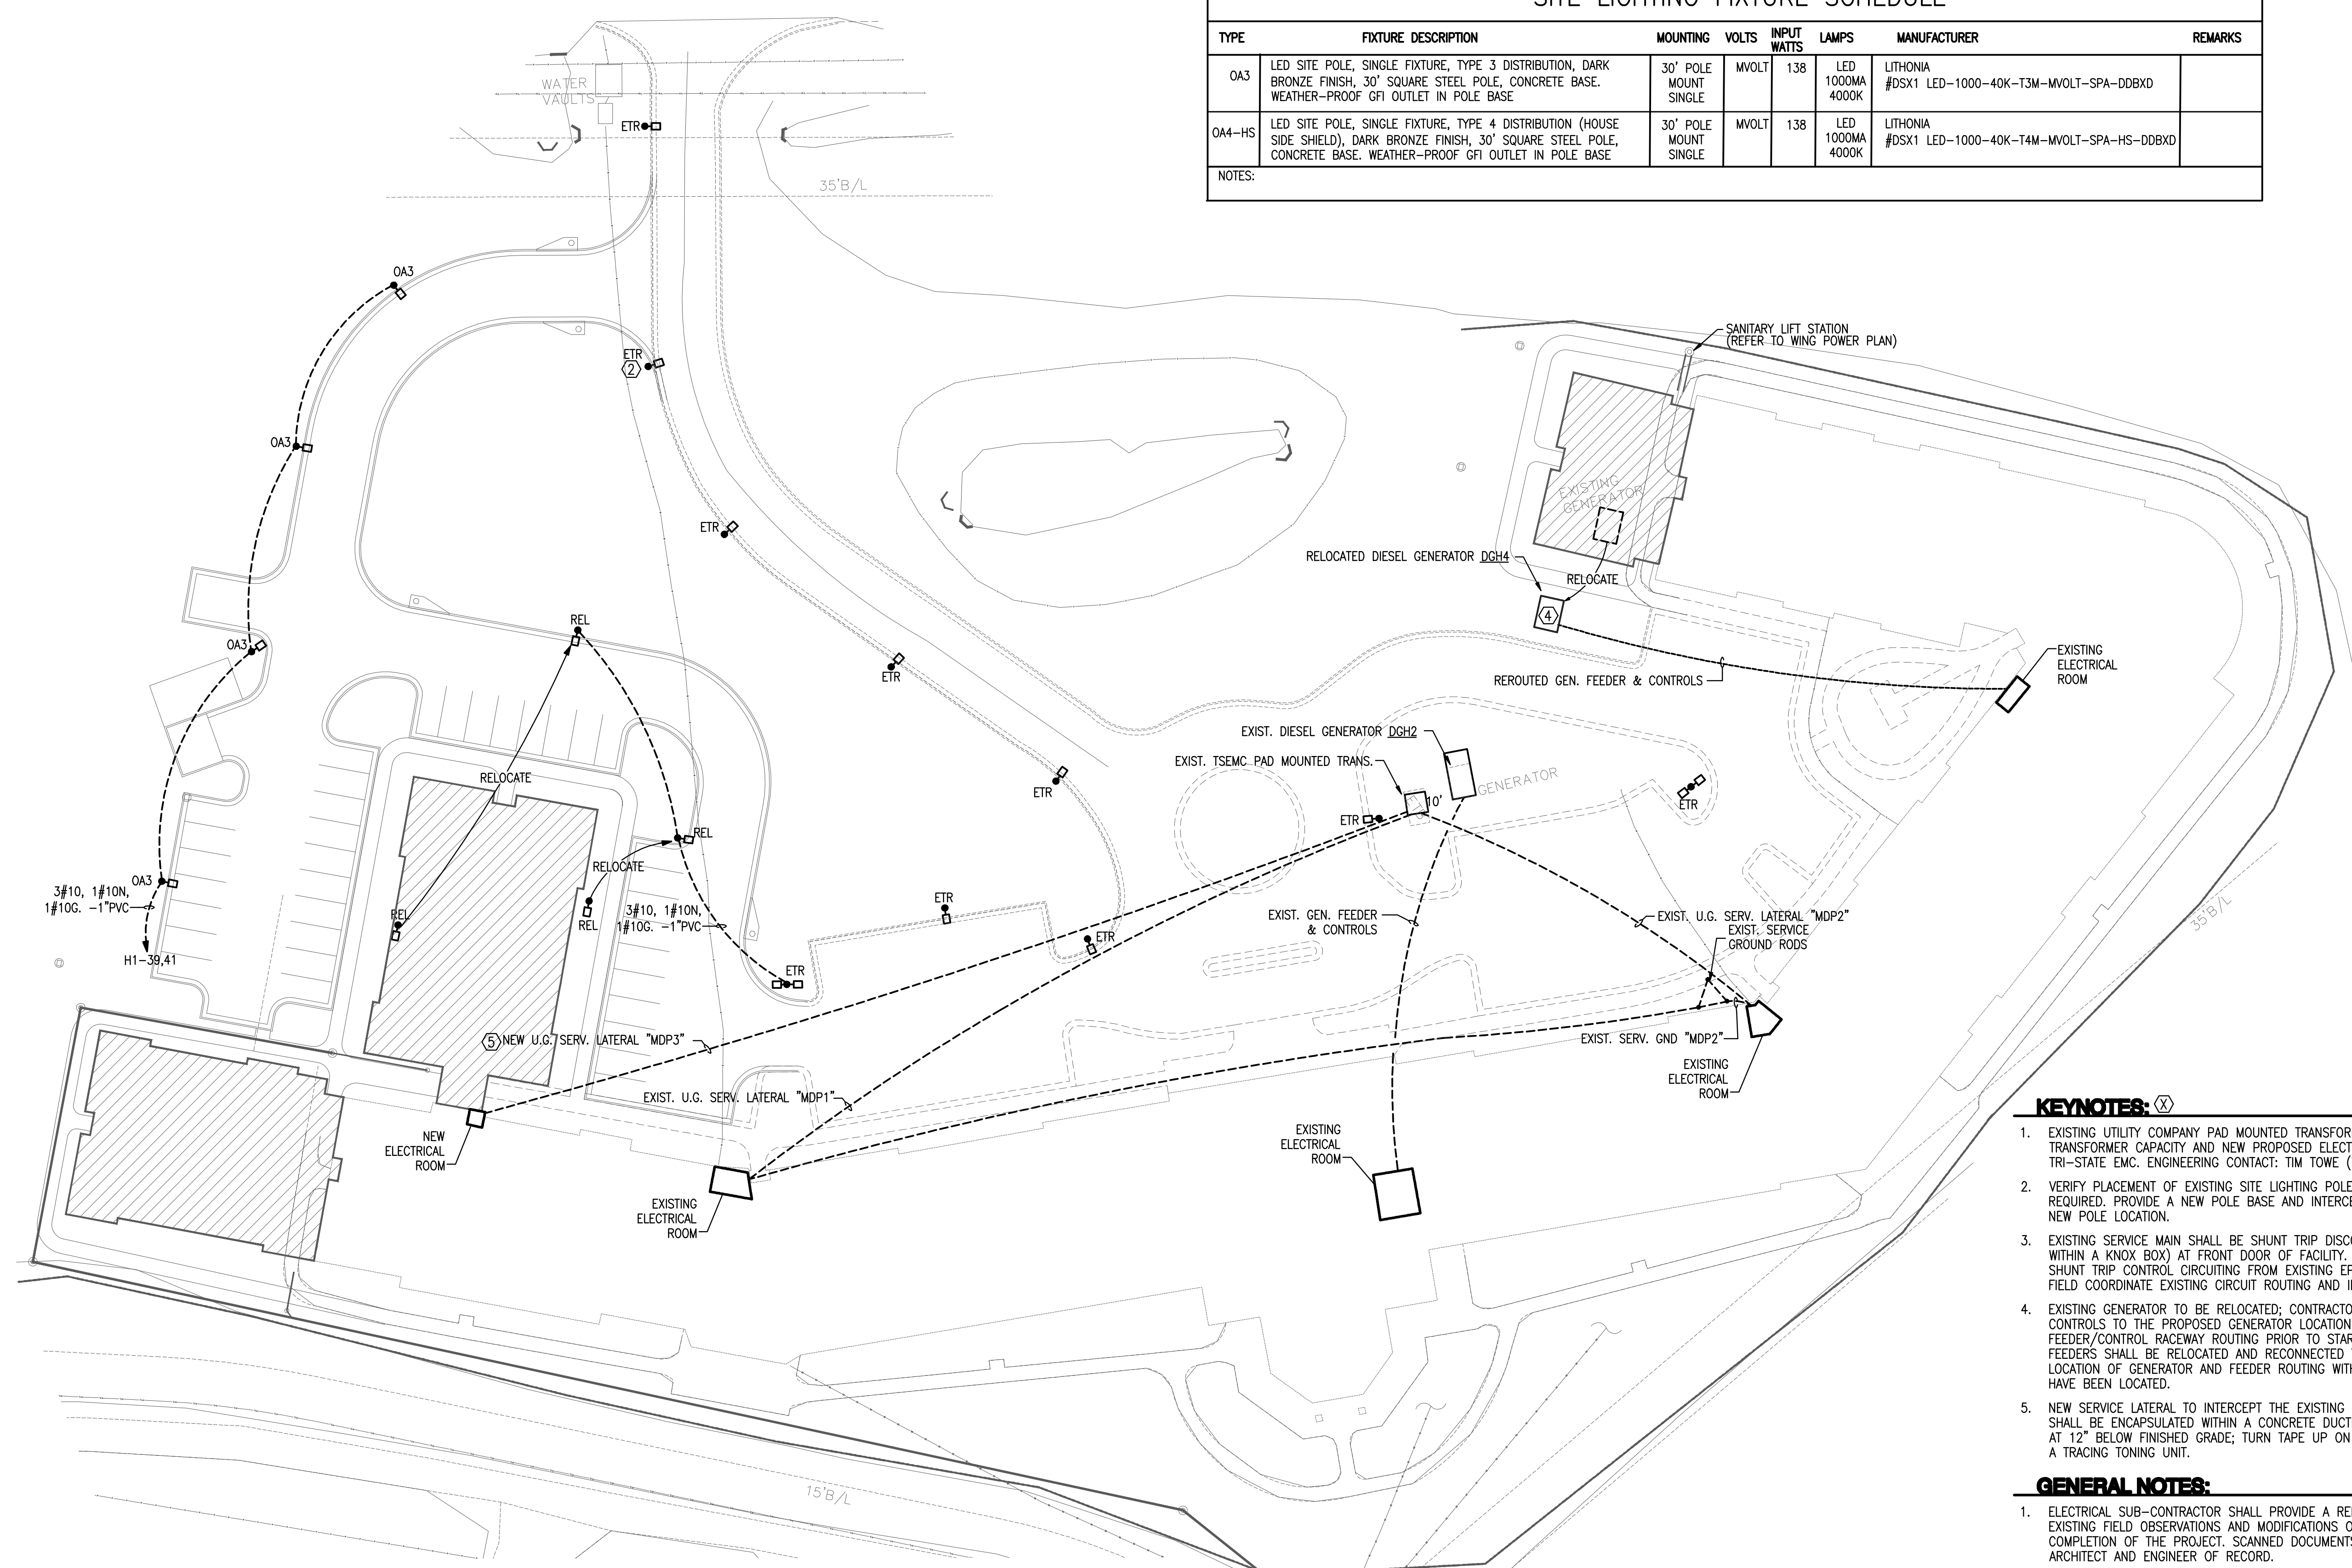 SITE LIGHTING FIXTURE SCHEDULE
TYPE FIXTURE DESCRIPTION MOUNTING VOLTS INPUT WATTS LAMPS MANUFACTURER REMARKS
OA3
LED SITE POLE, SINGLE FIXTURE, TYPE 3 DISTRIBUTION, DARK
BRONZE FINISH, 30' SQUARE STEEL POLE, CONCRETE BASE.
WEATHER-PROOF GFI OUTLET IN POLE BASE
30' POLE
MOUNT
SINGLE
MVOLT
138
LED
1000MA
4000K
LITHONIA
#DSX1 LED-1000-40K-T3M-MVOLT-SPA-DDBXD
OA4-HS
LED SITE POLE, SINGLE FIXTURE, TYPE 4 DISTRIBUTION (HOUSE
SIDE SHIELD), DARK BRONZE FINISH, 30' SQUARE STEEL POLE,
CONCRETE BASE. WEATHER-PROOF GFI OUTLET IN POLE BASE
30' POLE
MOUNT
SINGLE
MVOLT
138
LED
1000MA
4000K
LITHONIA
#DSX1 LED-1000-40K-T4M-MVOLT-SPA-HS-DDBXD
NOTES:
WATER
VAULTS
ETR
35'B/L
OA3
SANITARY LIFT STATION
(REFER TO WING POWER PLAN)
ETR
2
OA3
EXISTING
GENERATOR
ETR
RELOCATED DIESEL GENERATOR DGH4
RELOCATE
4
REL
OA3
ETR
REROUTED GEN. FEEDER & CONTROLS
EXISTING
ELECTRICAL
ROOM
EXIST. DIESEL GENERATOR DGH2
EXIST. TSEMC PAD MOUNTED TRANS.
GENERATOR
10'
RELOCATE
ETR
ETR
ETR
REL
RELOCATE
OA3
3#10, 1#10N,
1#10G. -1"PVC
H1-39,41
REL
REL
3#10, 1#10N,
1#10G. -1"PVC
ETR
ETR
ETR
EXIST. GEN. FEEDER
& CONTROLS
EXIST. U.G. SERV. LATERAL "MDP2"
EXIST. SERVICE
GROUND RODS
35'B/L
5 NEW U.G. SERV. LATERAL "MDP3"
EXIST. SERV. GND "MDP2"
EXISTING
ELECTRICAL
ROOM
EXIST. U.G. SERV. LATERAL "MDP1"
NEW
ELECTRICAL
ROOM
EXISTING
ELECTRICAL
ROOM
EXISTING
ELECTRICAL
ROOM
15'B/L
KEYNOTES: X
1. EXISTING UTILITY COMPANY PAD MOUNTED TRANSFOR
TRANSFORMER CAPACITY AND NEW PROPOSED ELECT
TRI-STATE EMC. ENGINEERING CONTACT: TIM TOWE (
2. VERIFY PLACEMENT OF EXISTING SITE LIGHTING POLE
REQUIRED. PROVIDE A NEW POLE BASE AND INTERCE
NEW POLE LOCATION.
3. EXISTING SERVICE MAIN SHALL BE SHUNT TRIP DISC
WITHIN A KNOX BOX) AT FRONT DOOR OF FACILITY.
SHUNT TRIP CONTROL CIRCUITING FROM EXISTING
FIELD COORDINATE EXISTING CIRCUIT ROUTING AND
4. EXISTING GENERATOR TO BE RELOCATED; CONTRACTO
CONTROLS TO THE PROPOSED GENERATOR LOCATION
FEEDER/CONTROL RACEWAY ROUTING PRIOR TO STAR
FEEDERS SHALL BE RELOCATED AND RECONNECTED
LOCATION OF GENERATOR AND FEEDER ROUTING WIT
HAVE BEEN LOCATED.
5. NEW SERVICE LATERAL TO INTERCEPT THE EXISTING
SHALL BE ENCAPSULATED WITHIN A CONCRETE DUCT
AT 12" BELOW FINISHED GRADE; TURN TAPE UP ON
A TRACING TONING UNIT.
GENERAL NOTES:
1. ELECTRICAL SUB-CONTRACTOR SHALL PROVIDE A
EXISTING FIELD OBSERVATIONS AND MODIFICATIONS
COMPLETION OF THE PROJECT. SCANNED DOCUMENT
ARCHITECT AND ENGINEER OF RECORD.